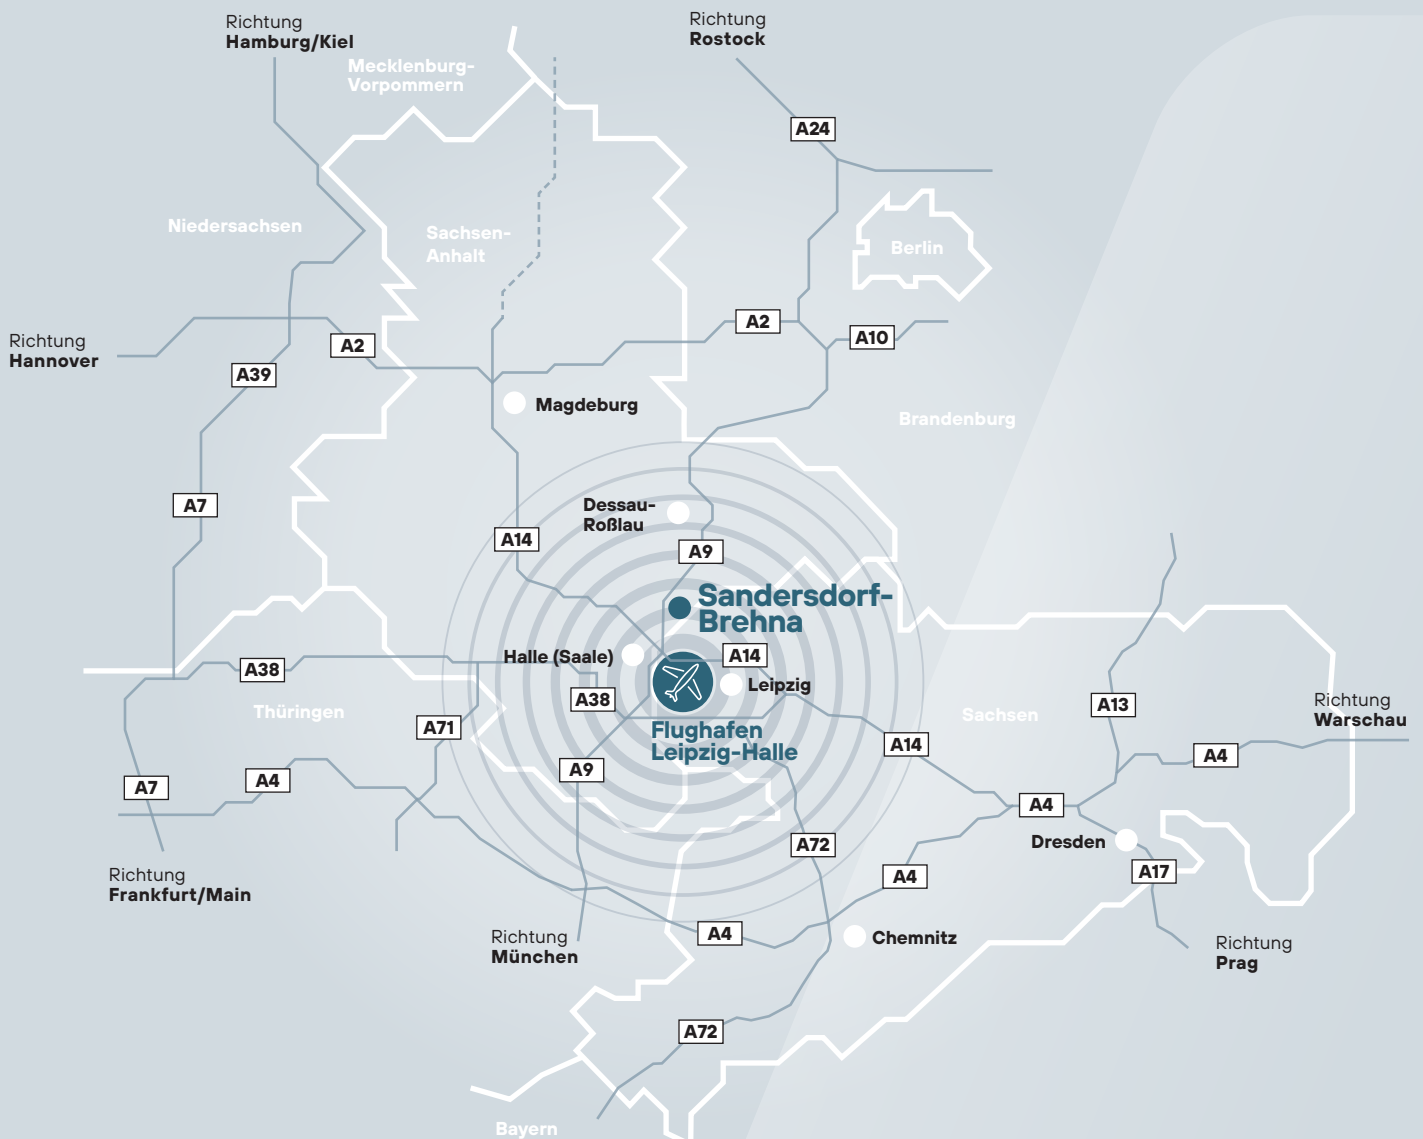 Richtung
Hamburg/Kiel
Richtung
Rostock
Mecklenburg-
Vorpommern
A24
Niedersachsen
Sachsen-
Anhalt
Berlin
Richtung
Hannover
A2
A2
A10
A39
Magdeburg
Brandenburg
A7
Dessau-
Roßlau
A14
A9
Sandersdorf-
Brehna
Halle (Saale)
A14
A38
Leipzig
A38
Thüringen
A71
Flughafen
Leipzig-Halle
Sachsen
A13
Richtung
Warschau
A14
A4
A7
A4
A9
A4
A72
Dresden
A17
A4
Richtung
Frankfurt/Main
Richtung
München
A4
Chemnitz
Richtung
Prag
A72
Bayern